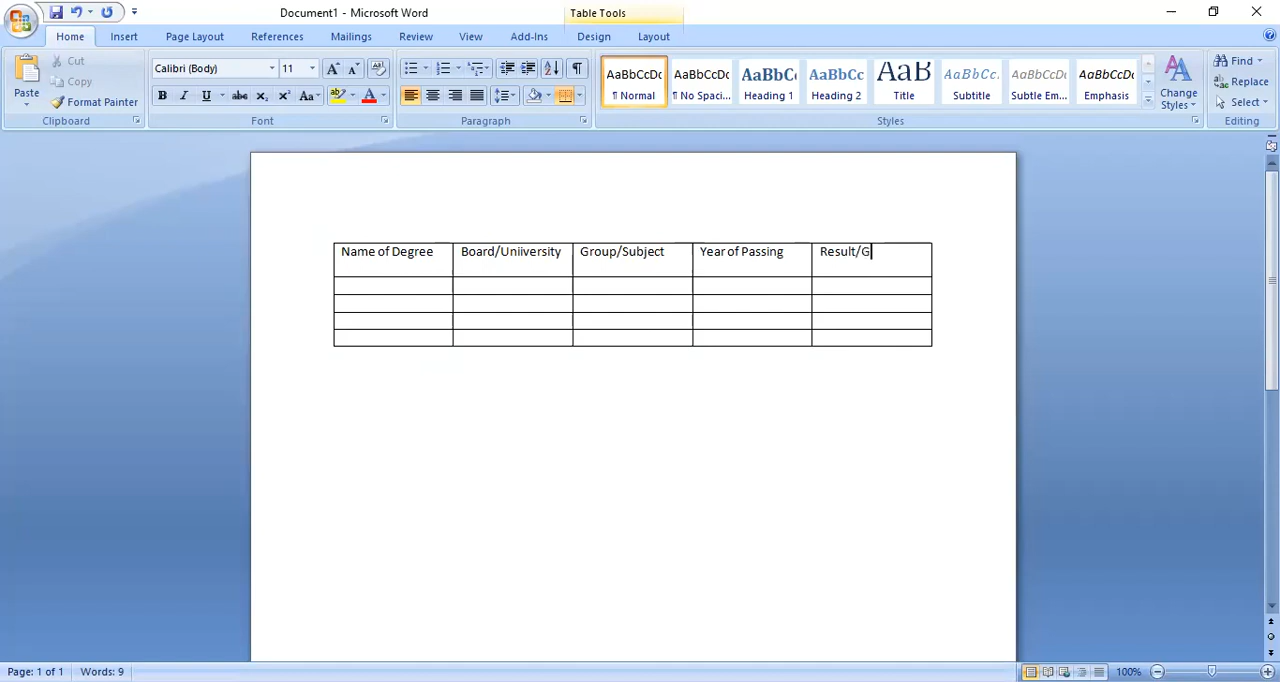 Document1 - Microsoft Word
Table Tools
Home Insert Page Layout References Mailings Review View Add-Ins Design Layout
Paste
Cut
Copy
Format Painter
Clipboard
Calibri (Body) 11
Font
Paragraph
AaBbCcDc AaBbCcDc AaBbC AaBbCc AaB AaBbCc. AaBbCcDc AaBbCcDc
¶ Normal ¶ No Spaci... Heading 1 Heading 2 Title Subtitle Subtle Em... Emphasis
Change Styles
Styles
Find
Replace
Select
Editing
Name of Degree Board/Uniiversity Group/Subject Year of Passing Result/G
Page: 1 of 1 Words: 9 100%